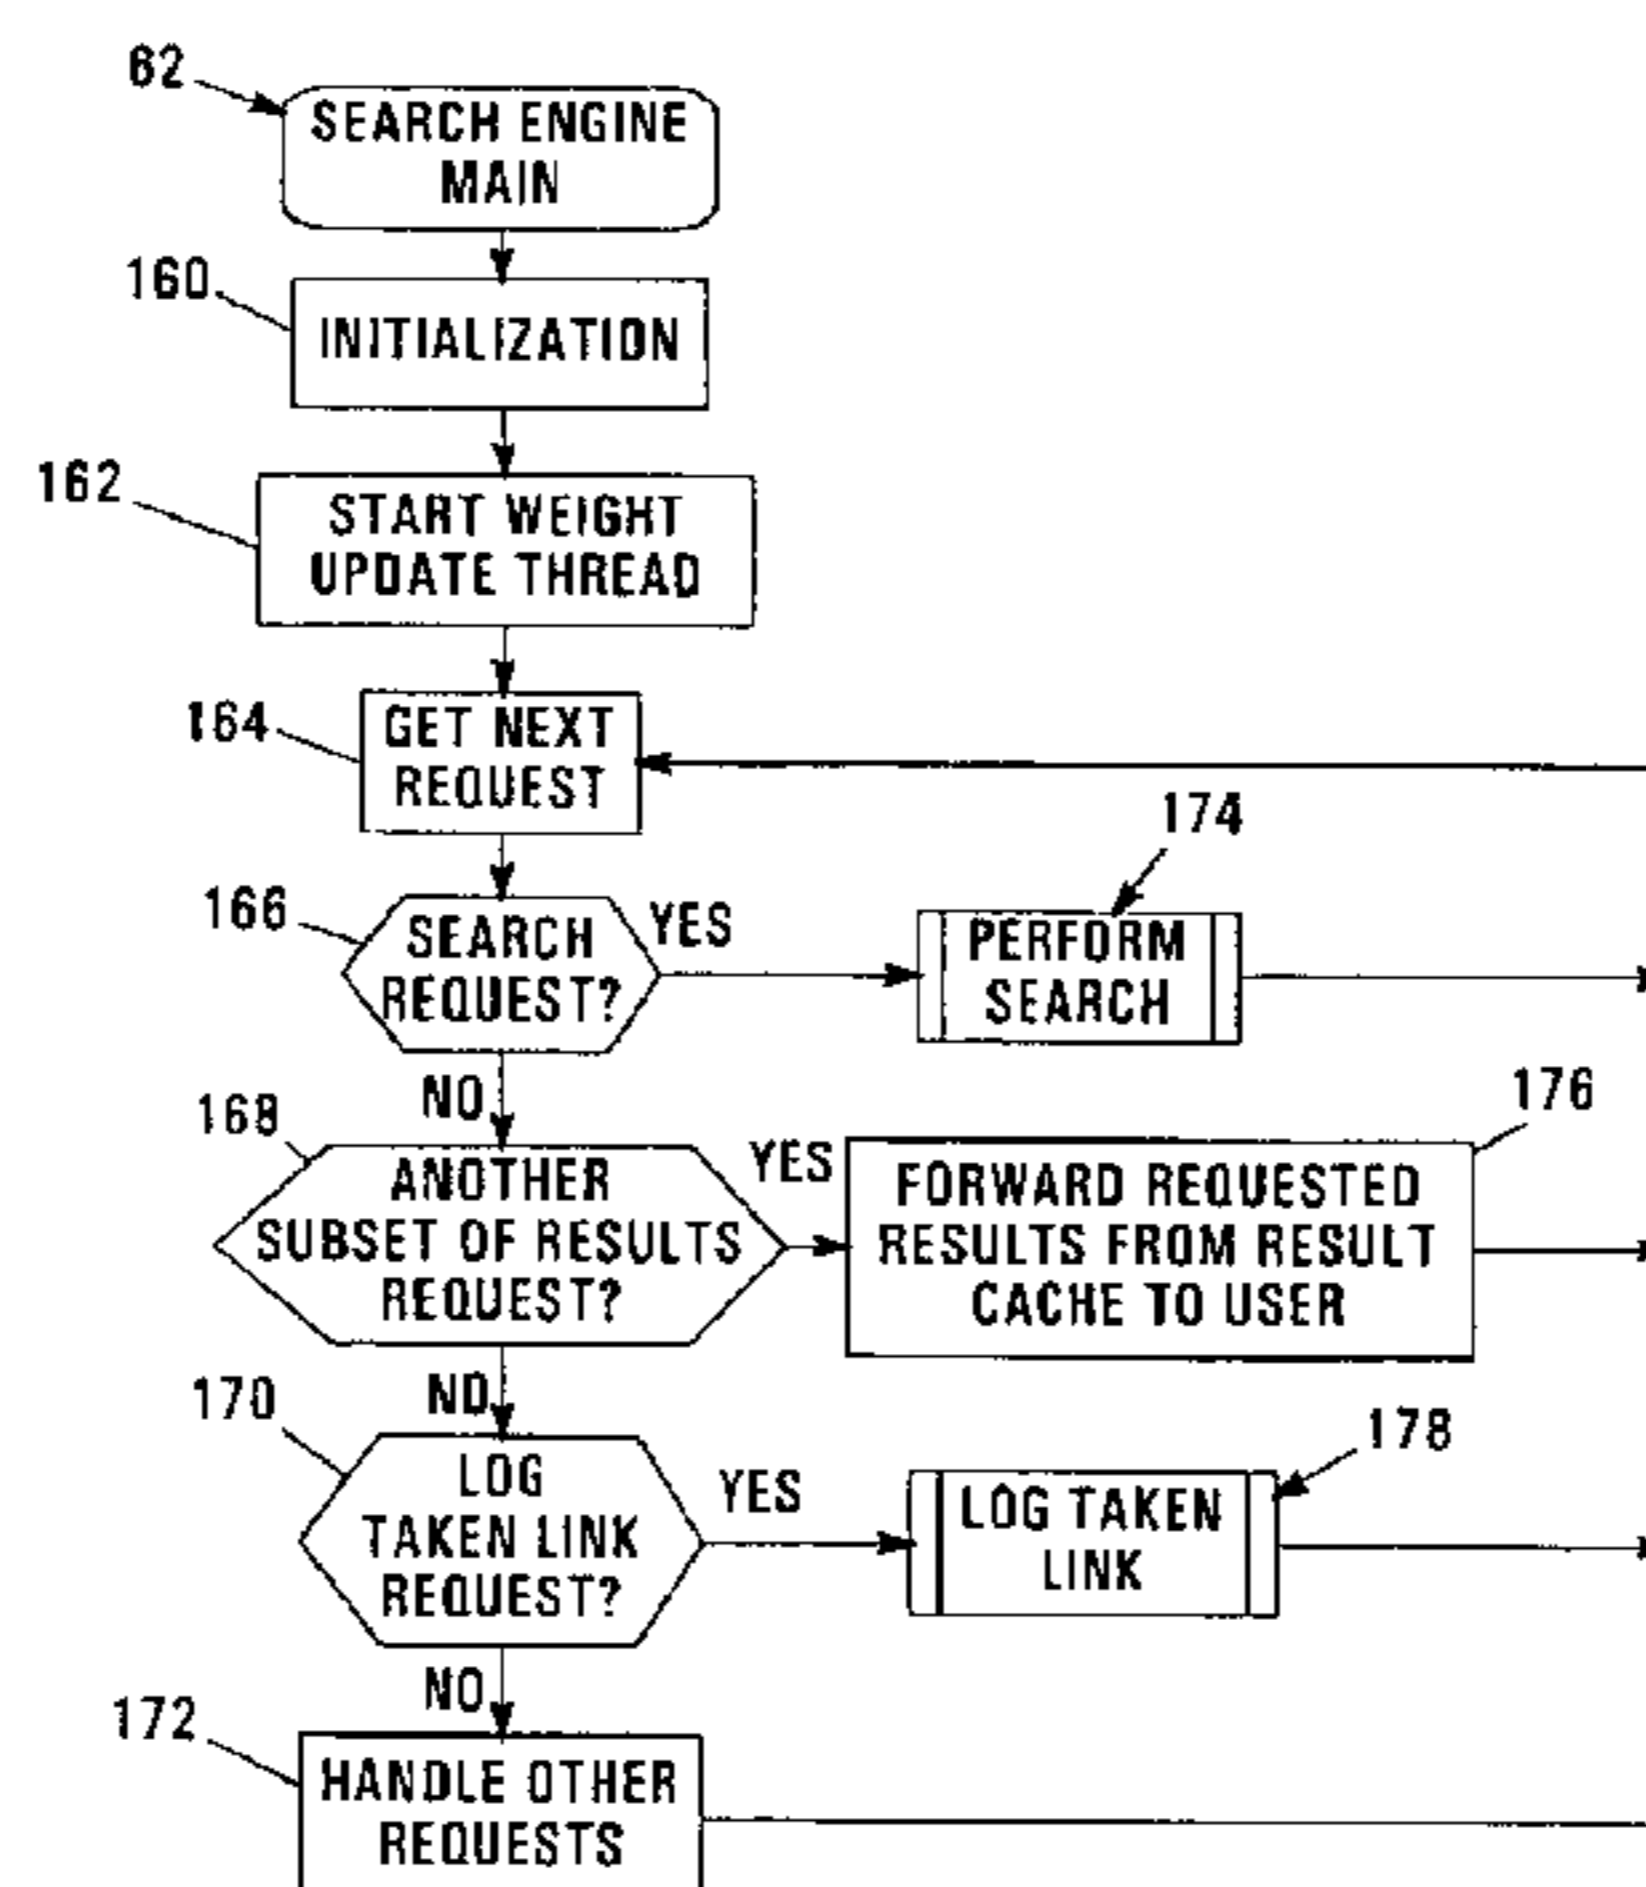 62
SEARCH ENGINE
MAIN
160
INITIALIZATION
162
START WEIGHT
UPDATE THREAD
164
GET NEXT
REQUEST
174
166
SEARCH
REQUEST?
YES
PERFORM
SEARCH
NO
168
ANOTHER
SUBSET OF RESULTS
REQUEST?
YES
176
FORWARD REQUESTED
RESULTS FROM RESULT
CACHE TO USER
NO
170
LOG
TAKEN LINK
REQUEST?
YES
178
LOG TAKEN
LINK
NO
172
HANDLE OTHER
REQUESTS